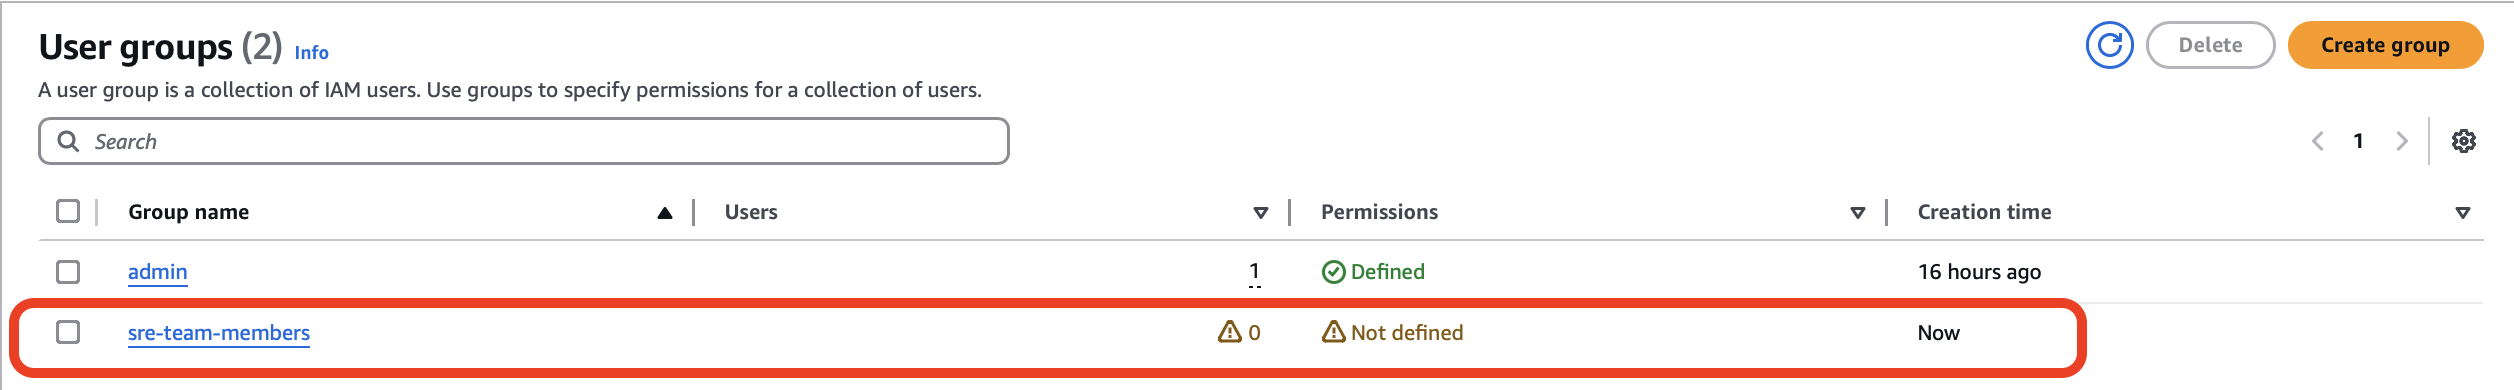 User groups (2) Info
Delete
Create group
A user group is a collection of IAM users. Use groups to specify permissions for a collection of users.
Search
1
Group name Users Permissions Creation time
admin 1 Defined 16 hours ago
sre-team-members 0 Not defined Now